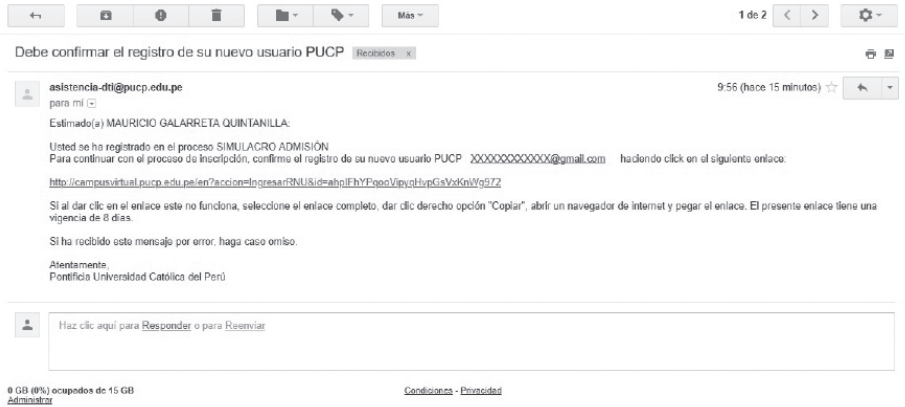 Más
1 de 2
Debe confirmar el registro de su nuevo usuario PUCP Recibidos x
asistencia-dti@pucp.edu.pe
9:56 (hace 15 minutos)
para mí
Estimado(a) MAURICIO GALARRETA QUINTANILLA:
Usted se ha registrado en el proceso SIMULACRO ADMISIÓN
Para continuar con el proceso de inscripción, confirme el registro de su nuevo usuario PUCP XXXXXXXXXXXX@gmail.com haciendo click en el siguiente enlace:
http://campusvirtual.pucp.edu.pe/en?accion=IngresarRNU&id=ahpIFhYPqooVipyqHvpGsVxKnWg972
Si al dar clic en el enlace este no funciona, seleccione el enlace completo, dar clic derecho opción "Copiar", abrir un navegador de internet y pegar el enlace. El presente enlace tiene una
vigencia de 8 días.
Si ha recibido este mensaje por error, haga caso omiso.
Atentamente,
Pontificia Universidad Católica del Perú
Haz clic aquí para Responder o para Reenviar
0 GB (0%) ocupados de 15 GB
Administrar
Condiciones - Privacidad